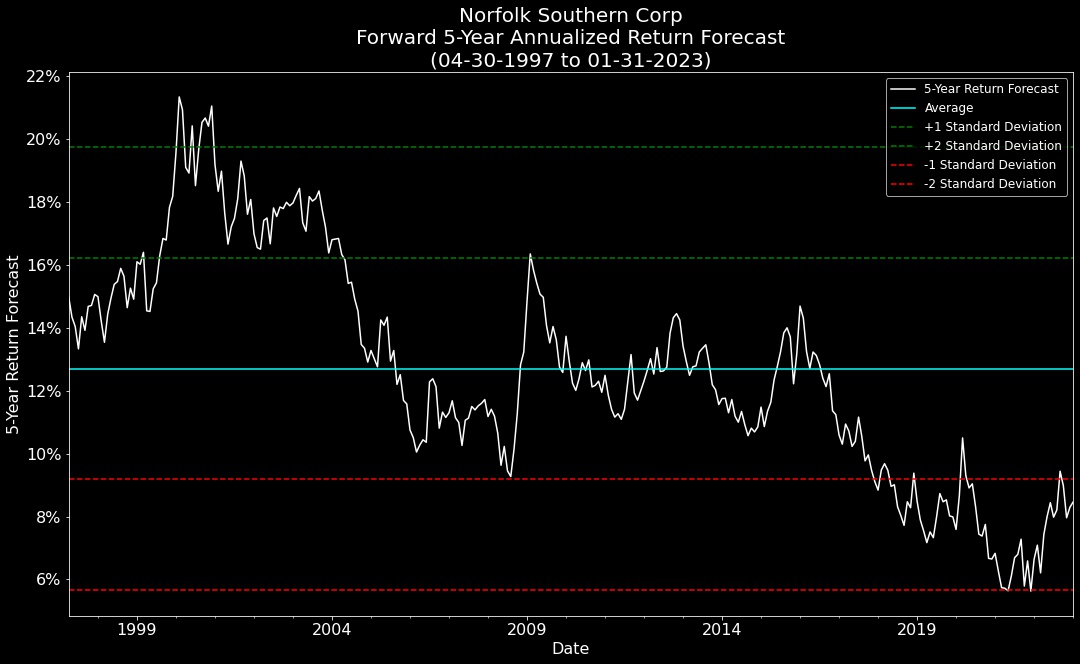 Norfolk Southern Corp
Forward 5-Year Annualized Return Forecast
(04-30-1997 to 01-31-2023)
22%
20%
18%
16%
14%
12%
10%
8%
6%
5-Year Return Forecast
5-Year Return Forecast
Average
+1 Standard Deviation
+2 Standard Deviation
-1 Standard Deviation
-2 Standard Deviation
1999
2004
2009
2014
2019
Date